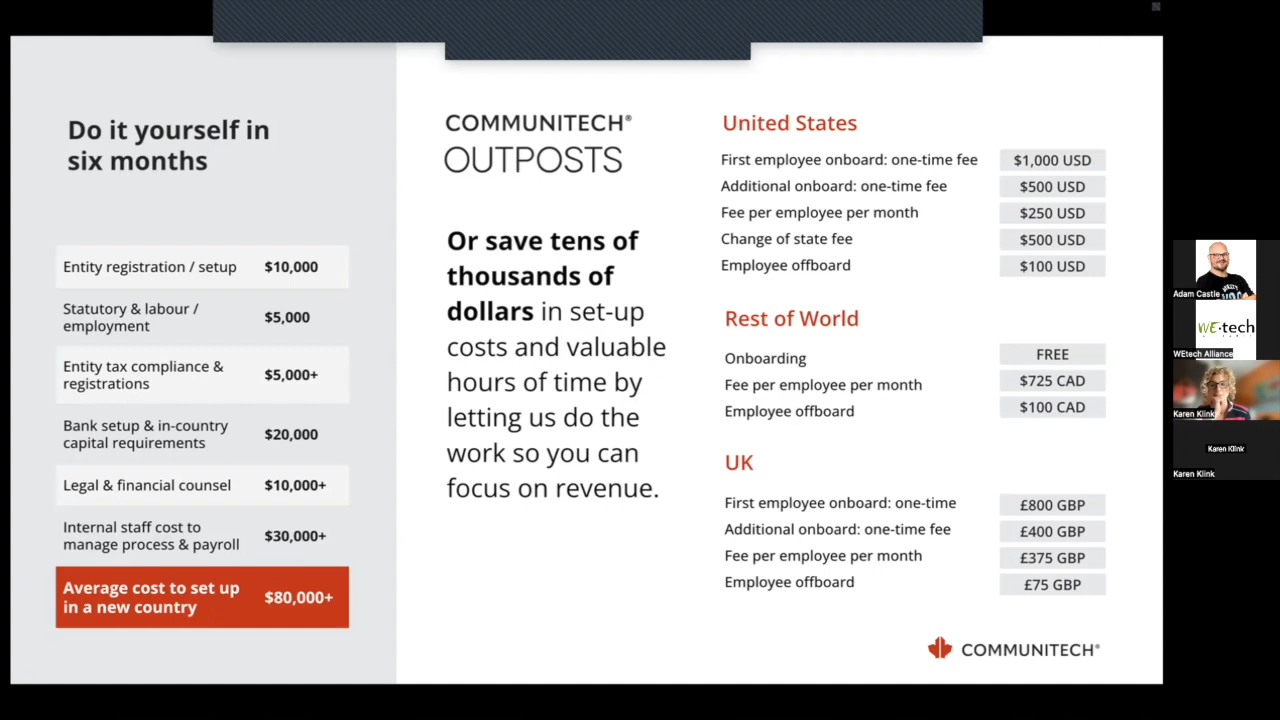 Do it yourself in
six months
Entity registration / setup $10,000
Statutory & labour /
employment $5,000
Entity tax compliance &
registrations $5,000+
Bank setup & in-country
capital requirements $20,000
Legal & financial counsel $10,000+
Internal staff cost to
manage process & payroll $30,000+
Average cost to set up
in a new country $80,000+
COMMUNITECH®
OUTPOSTS
Or save tens of
thousands of
dollars in set-up
costs and valuable
hours of time by
letting us do the
work so you can
focus on revenue.
United States
First employee onboard: one-time fee $1,000 USD
Additional onboard: one-time fee $500 USD
Fee per employee per month $250 USD
Change of state fee $500 USD
Employee offboard $100 USD
Rest of World
Onboarding FREE
Fee per employee per month $725 CAD
Employee offboard $100 CAD
UK
First employee onboard: one-time £800 GBP
Additional onboard: one-time fee £400 GBP
Fee per employee per month £375 GBP
Employee offboard £75 GBP
COMMUNITECH®
Adam Castle
WE·tech
WEtech Alliance
Karen Klink
Karen Klink
Karen Klink